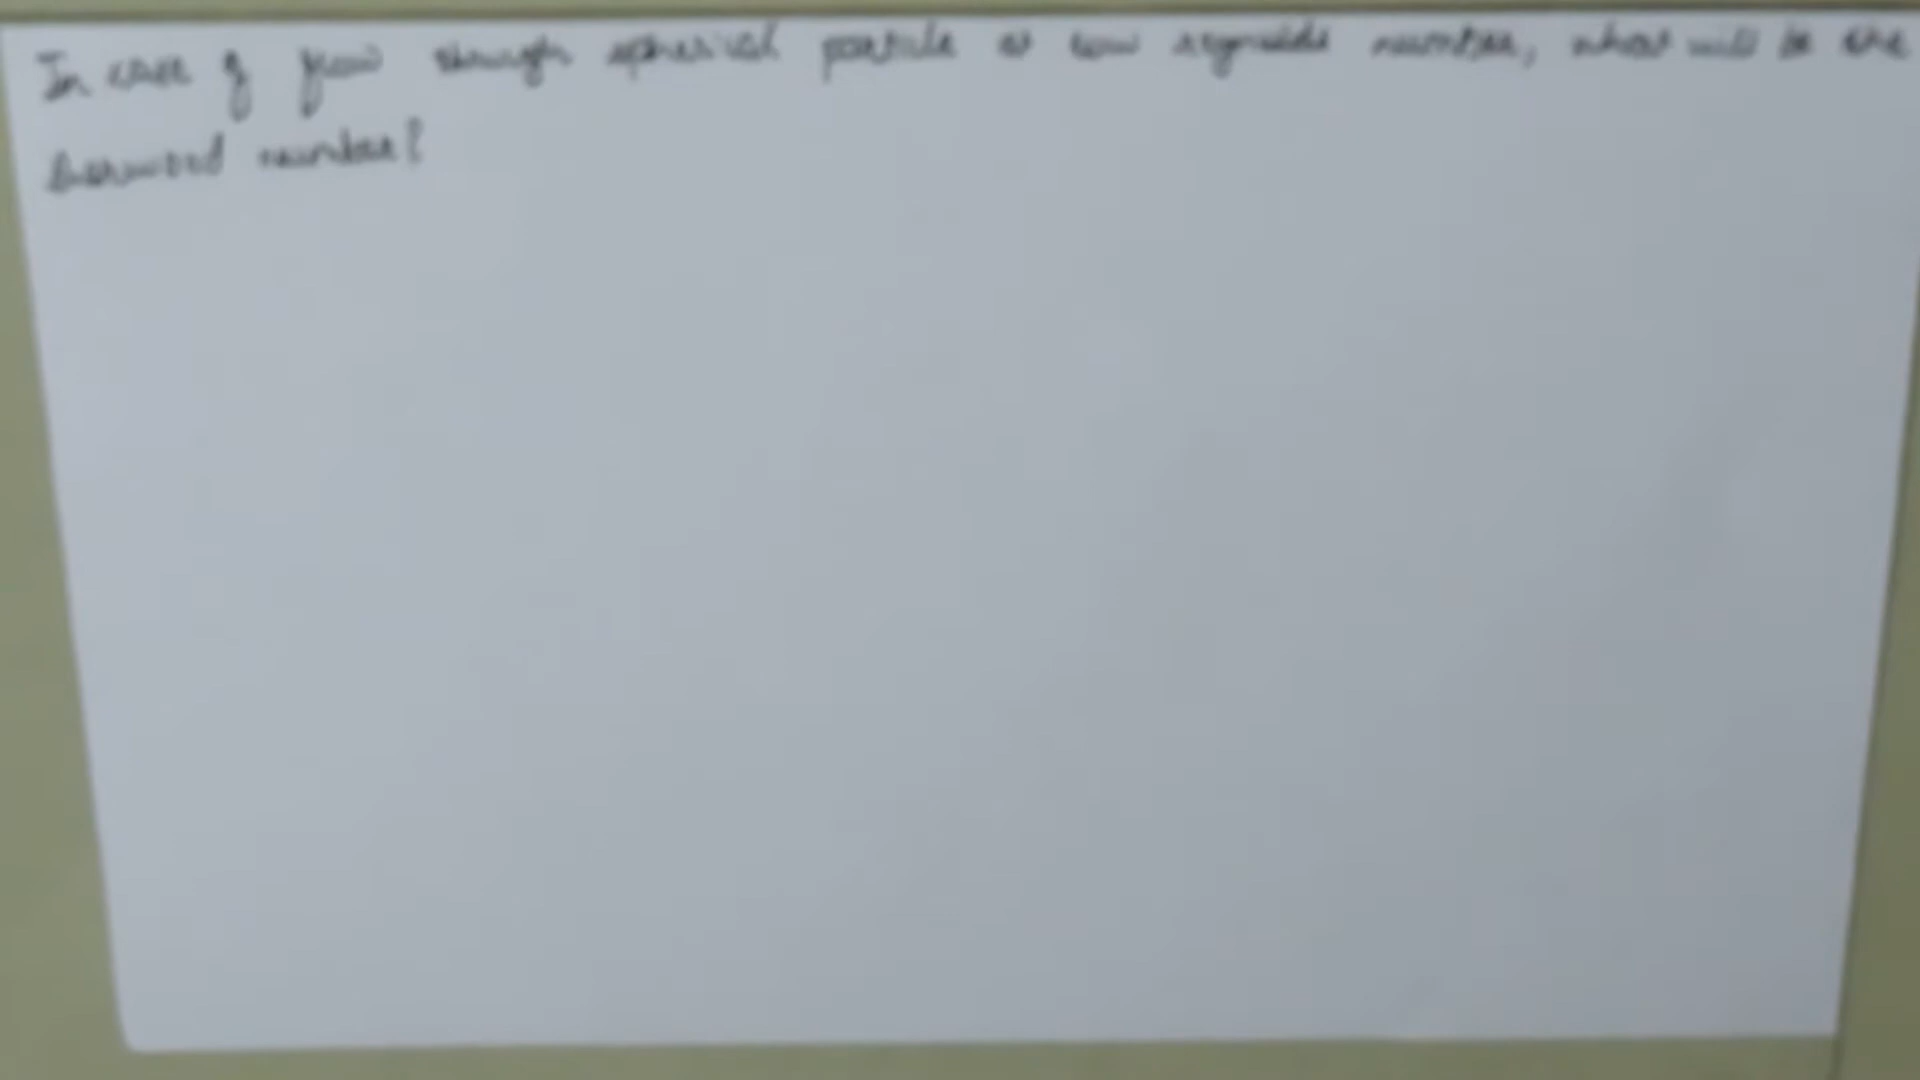 In case of flow through spherical particle at low reynolds number, what will be the
sherwood number?